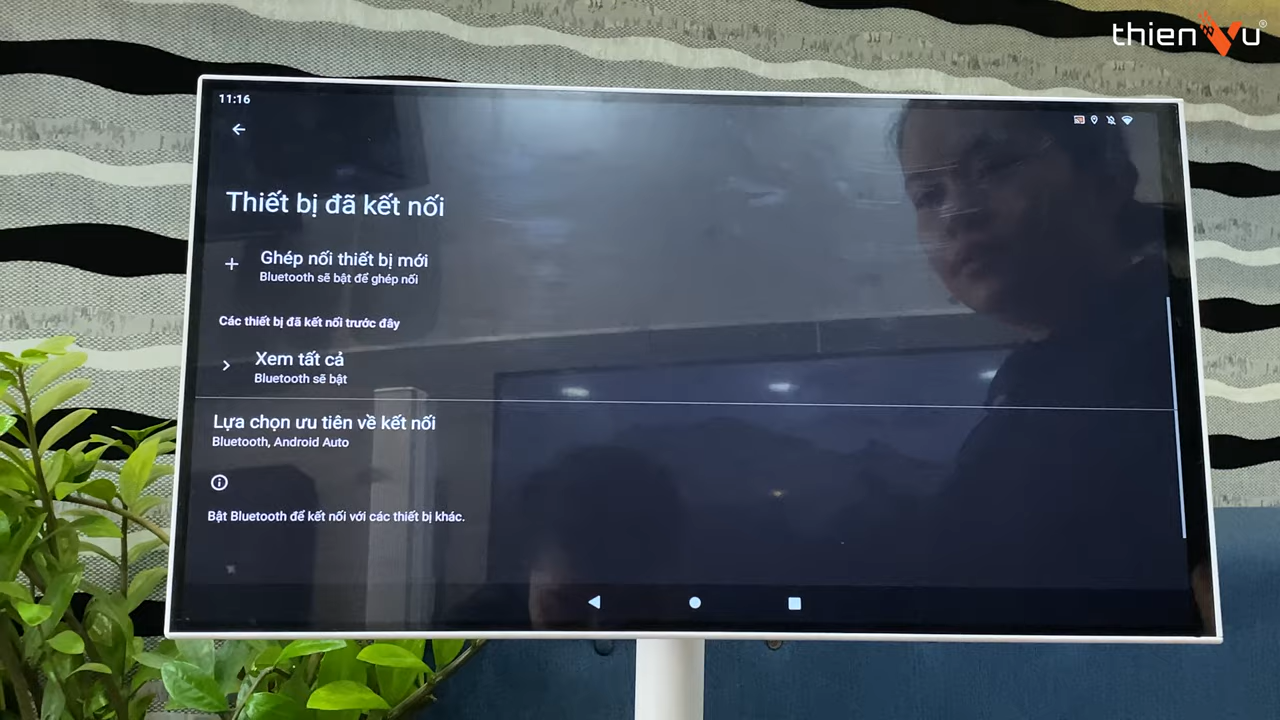 thien vu®
11:16
Thiết bị đã kết nối
Ghép nối thiết bị mới
Bluetooth sẽ bật để ghép nối
Các thiết bị đã kết nối trước đây
Xem tất cả
Bluetooth sẽ bật
Lựa chọn ưu tiên về kết nối
Bluetooth, Android Auto
Bật Bluetooth để kết nối với các thiết bị khác.